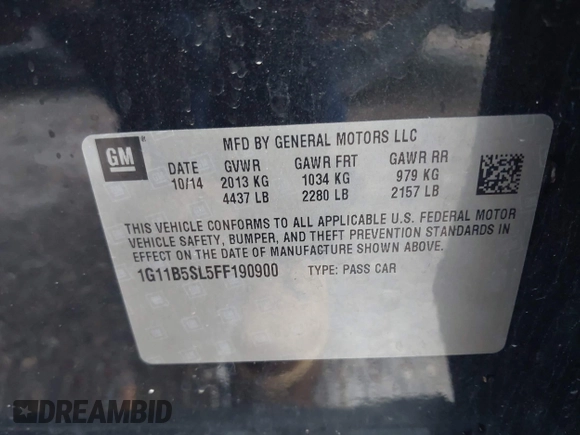 GM
MFD BY GENERAL MOTORS LLC
DATE GVWR GAWR FRT GAWR RR
10/14 2013 KG 1034 KG 979 KG
4437 LB 2280 LB 2157 LB
THIS VEHICLE CONFORMS TO ALL APPLICABLE U.S. FEDERAL MOTOR
VEHICLE SAFETY, BUMPER, AND THEFT PREVENTION STANDARDS IN
EFFECT ON THE DATE OF MANUFACTURE SHOWN ABOVE.
1G11B5SL5FF190900 TYPE: PASS CAR
DREAMBID